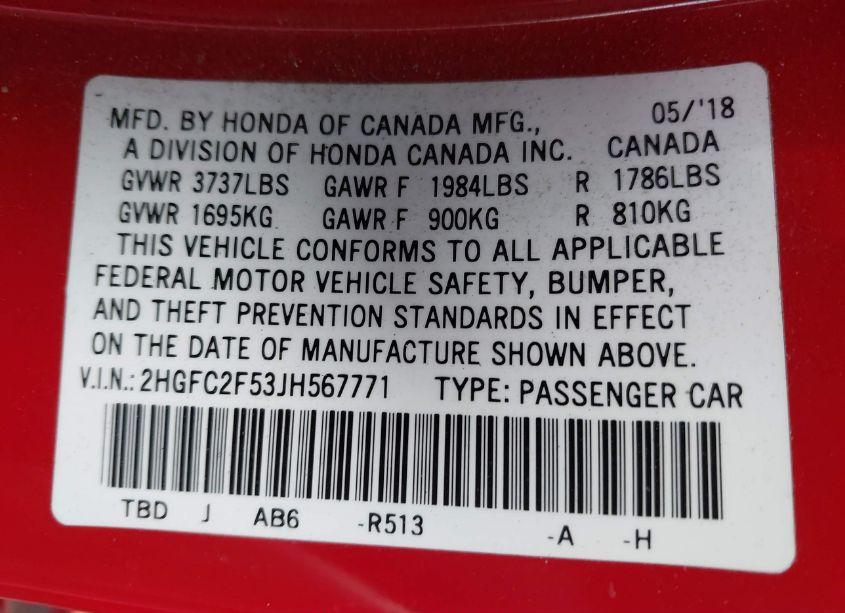 MFD. BY HONDA OF CANADA MFG., 05/'18
A DIVISION OF HONDA CANADA INC. CANADA
GVWR 3737LBS GAWR F 1984LBS R 1786LBS
GVWR 1695KG GAWR F 900KG R 810KG
THIS VEHICLE CONFORMS TO ALL APPLICABLE
FEDERAL MOTOR VEHICLE SAFETY, BUMPER,
AND THEFT PREVENTION STANDARDS IN EFFECT
ON THE DATE OF MANUFACTURE SHOWN ABOVE.
V.I.N.: 2HGFC2F53JH567771 TYPE: PASSENGER CAR
TBD J AB6 -R513 -A -H